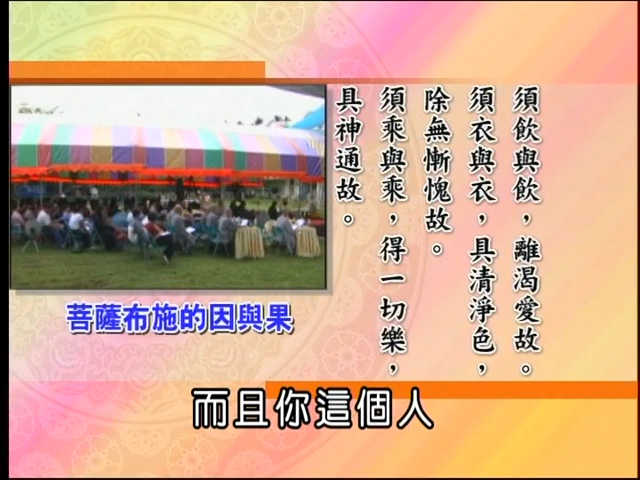 須飲與飲，離渴愛故。
須衣與衣，具清淨色，
除無慚愧故。
須乘與乘，得一切樂，
具神通故。
菩薩布施的因與果
而且你這個人